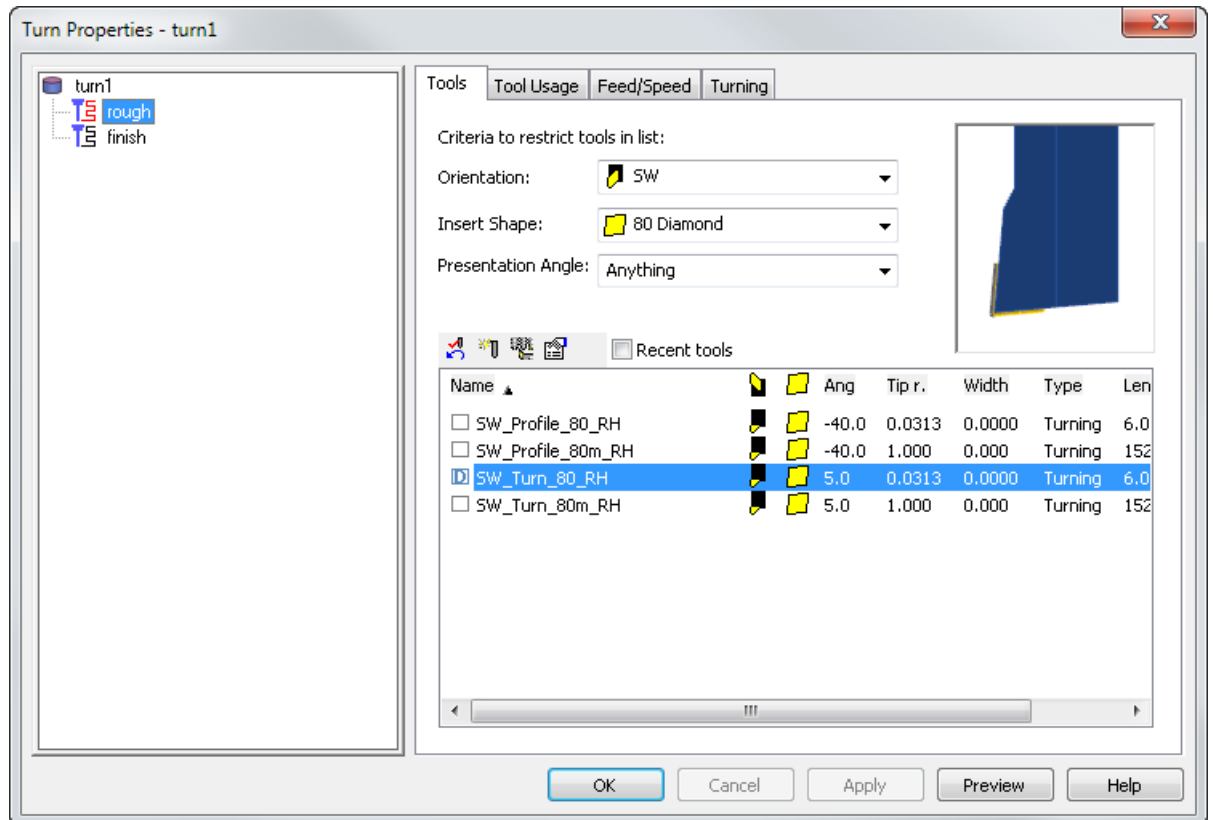 Turn Properties - turn1
turn1
rough
finish
Tools Tool Usage Feed/Speed Turning
Criteria to restrict tools in list:
Orientation: SW
Insert Shape: 80 Diamond
Presentation Angle: Anything
Recent tools
Name Ang Tip r. Width Type Len
SW_Profile_80_RH -40.0 0.0313 0.0000 Turning 6.0
SW_Profile_80m_RH -40.0 1.000 0.000 Turning 152
D SW_Turn_80_RH 5.0 0.0313 0.0000 Turning 6.0
SW_Turn_80m_RH 5.0 1.000 0.000 Turning 152
OK Cancel Apply Preview Help